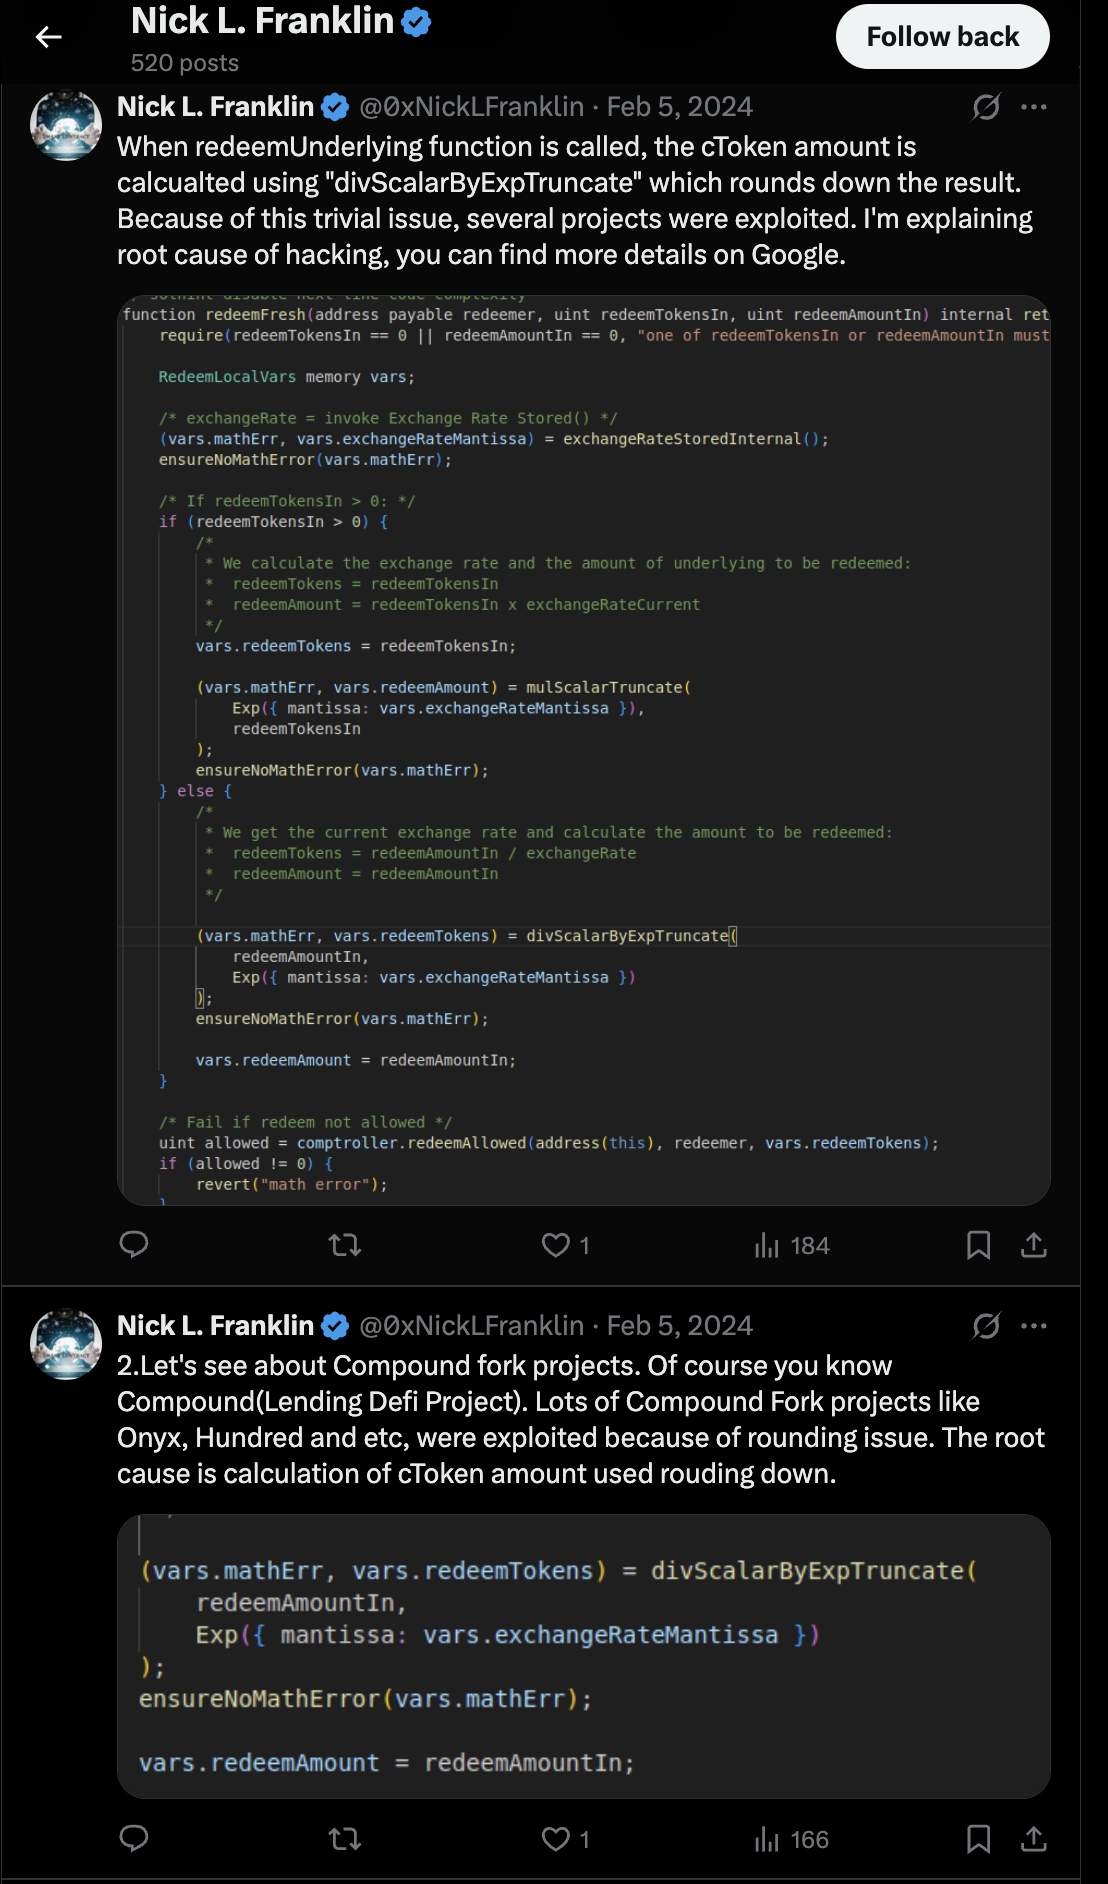 Nick L. Franklin
520 posts
Follow back
Nick L. Franklin @0xNickLFranklin · Feb 5, 2024
When redeemUnderlying function is called, the cToken amount is
calcualted using "divScalarByExpTruncate" which rounds down the result.
Because of this trivial issue, several projects were exploited. I'm explaining
root cause of hacking, you can find more details on Google.
solhint-disable-next-line code-complexity
function redeemFresh(address payable redeemer, uint redeemTokensIn, uint redeemAmountIn) internal ret
require(redeemTokensIn == 0 || redeemAmountIn == 0, "one of redeemTokensIn or redeemAmountIn must
RedeemLocalVars memory vars;
/* exchangeRate = invoke Exchange Rate Stored() */
(vars.mathErr, vars.exchangeRateMantissa) = exchangeRateStoredInternal();
ensureNoMathError(vars.mathErr);
/* If redeemTokensIn > 0: */
if (redeemTokensIn > 0) {
/*
* We calculate the exchange rate and the amount of underlying to be redeemed:
* redeemTokens = redeemTokensIn
* redeemAmount = redeemTokensIn x exchangeRateCurrent
*/
vars.redeemTokens = redeemTokensIn;
(vars.mathErr, vars.redeemAmount) = mulScalarTruncate(
Exp({ mantissa: vars.exchangeRateMantissa }),
redeemTokensIn
);
ensureNoMathError(vars.mathErr);
} else {
/*
* We get the current exchange rate and calculate the amount to be redeemed:
* redeemTokens = redeemAmountIn / exchangeRate
* redeemAmount = redeemAmountIn
*/
(vars.mathErr, vars.redeemTokens) = divScalarByExpTruncate(
redeemAmountIn,
Exp({ mantissa: vars.exchangeRateMantissa })
);
ensureNoMathError(vars.mathErr);
vars.redeemAmount = redeemAmountIn;
}
/* Fail if redeem not allowed */
uint allowed = comptroller.redeemAllowed(address(this), redeemer, vars.redeemTokens);
if (allowed != 0) {
revert("math error");
}
1 184
Nick L. Franklin @0xNickLFranklin · Feb 5, 2024
2.Let's see about Compound fork projects. Of course you know
Compound(Lending Defi Project). Lots of Compound Fork projects like
Onyx, Hundred and etc, were exploited because of rounding issue. The root
cause is calculation of cToken amount used rouding down.
(vars.mathErr, vars.redeemTokens) = divScalarByExpTruncate(
redeemAmountIn,
Exp({ mantissa: vars.exchangeRateMantissa })
);
ensureNoMathError(vars.mathErr);
vars.redeemAmount = redeemAmountIn;
1 166